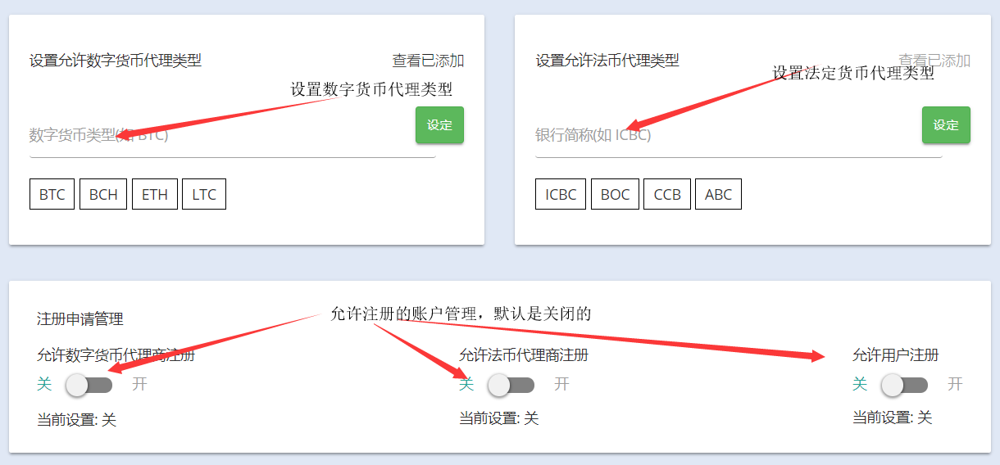 设置允许数字货币代理类型
查看已添加
设置数字货币代理类型
数字货币类型(如 BTC)
设定
BTC
BCH
ETH
LTC
设置允许法币代理类型
查看已添加
设置法定货币代理类型
银行简称(如 ICBC)
设定
ICBC
BOC
CCB
ABC
注册申请管理
允许注册的账户管理，默认是关闭的
允许数字货币代理商注册
关 开
当前设置: 关
允许法币代理商注册
关 开
当前设置: 关
允许用户注册
关 开
当前设置: 关